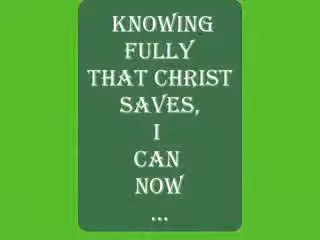 KNOWING
FULLY
THAT CHRIST
SAVES,
I
CAN
NOW
...